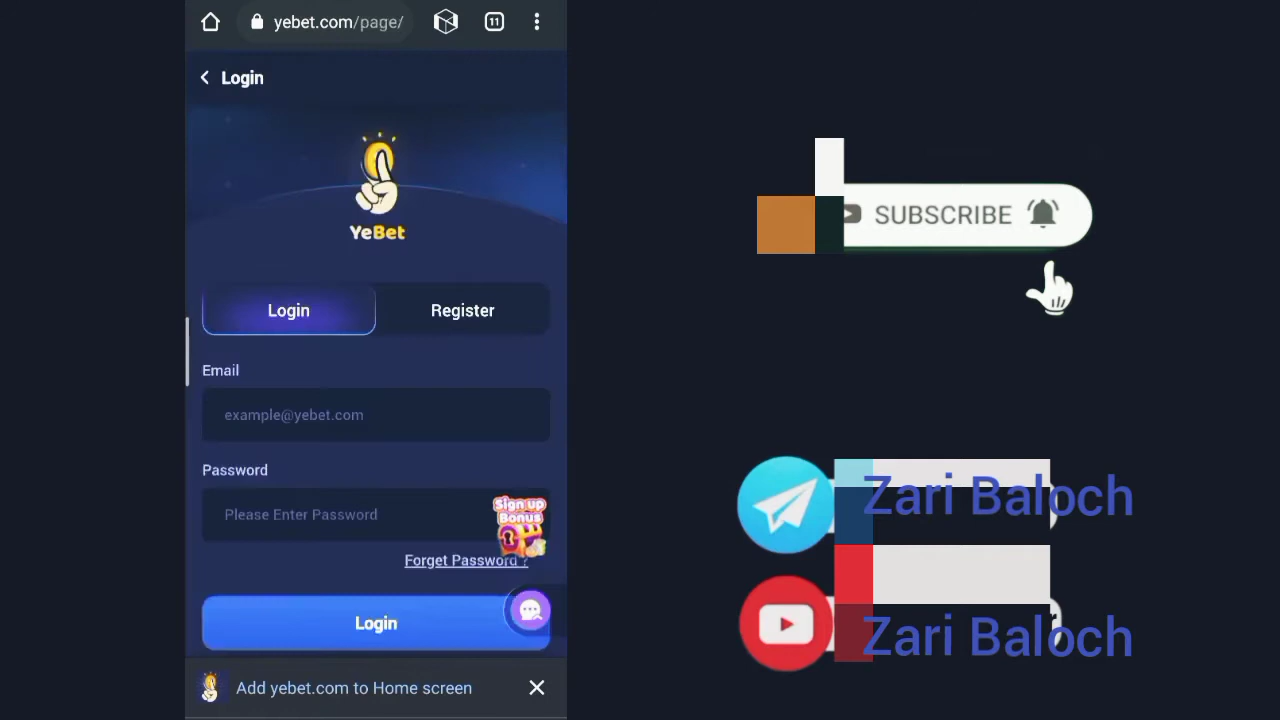 yebet.com/page/
11
Login
YeBet
Login
Register
Email
example@yebet.com
Password
Please Enter Password
Sign up
Bonus
Forget Password ?
Login
Add yebet.com to Home screen
SUBSCRIBE
Zari Baloch
Zari Baloch